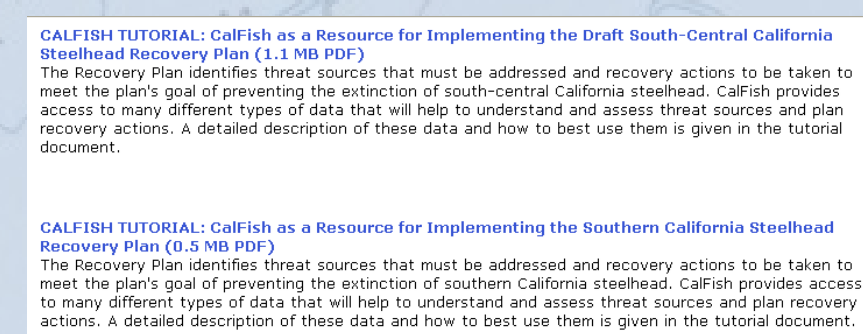 CALFISH TUTORIAL: CalFish as a Resource for Implementing the Draft South-Central California
Steelhead Recovery Plan (1.1 MB PDF)
The Recovery Plan identifies threat sources that must be addressed and recovery actions to be taken to
meet the plan's goal of preventing the extinction of south-central California steelhead. CalFish provides
access to many different types of data that will help to understand and assess threat sources and plan
recovery actions. A detailed description of these data and how to best use them is given in the tutorial
document.
CALFISH TUTORIAL: CalFish as a Resource for Implementing the Southern California Steelhead
Recovery Plan (0.5 MB PDF)
The Recovery Plan identifies threat sources that must be addressed and recovery actions to be taken to
meet the plan's goal of preventing the extinction of southern California steelhead. CalFish provides access
to many different types of data that will help to understand and assess threat sources and plan recovery
actions. A detailed description of these data and how to best use them is given in the tutorial document.